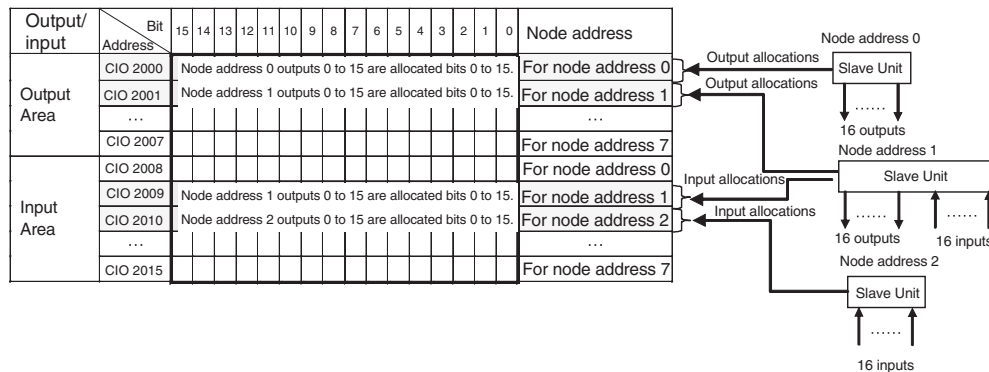 Output/ input Bit Address 15 14 13 12 11 10 9 8 7 6 5 4 3 2 1 0 Node address
Output Area
CIO 2000 Node address 0 outputs 0 to 15 are allocated bits 0 to 15. For node address 0
CIO 2001 Node address 1 outputs 0 to 15 are allocated bits 0 to 15. For node address 1
... ...
CIO 2007 For node address 7
Input Area
CIO 2008 For node address 0
CIO 2009 Node address 1 outputs 0 to 15 are allocated bits 0 to 15. For node address 1
CIO 2010 Node address 2 outputs 0 to 15 are allocated bits 0 to 15. For node address 2
... ...
CIO 2015 For node address 7
Output allocations
Output allocations
Input allocations
Input allocations
Node address 0
Slave Unit
......
16 outputs
Node address 1
Slave Unit
...... ......
16 outputs 16 inputs
Node address 2
Slave Unit
......
16 inputs